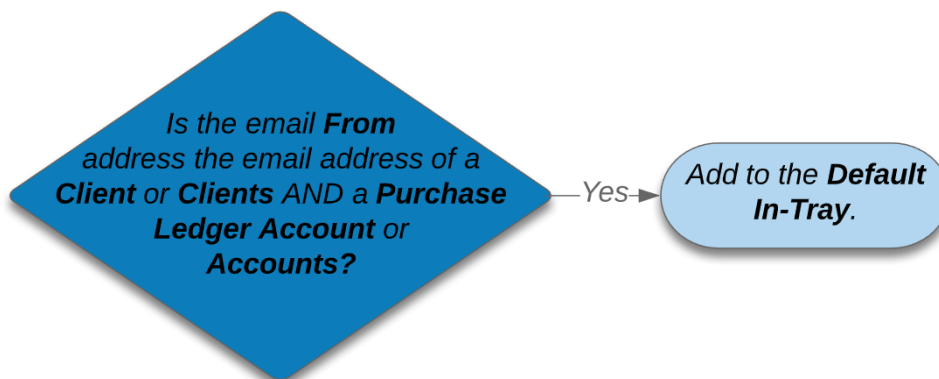 Is the email From
address the email address of a
Client or Clients AND a Purchase
Ledger Account or
Accounts?
Yes
Add to the Default
In-Tray.